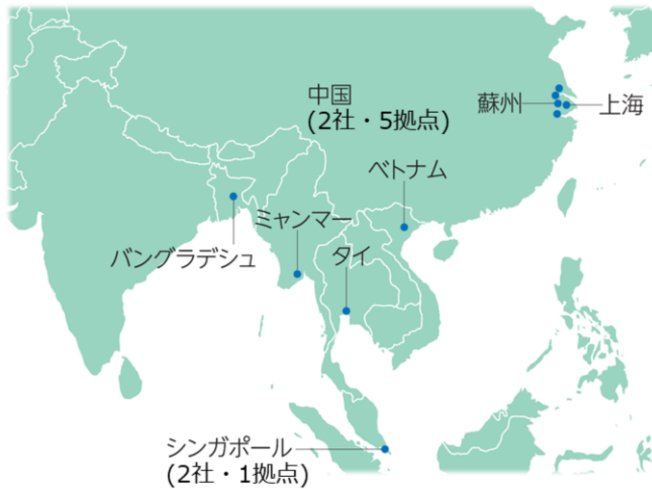 中国
(2社・5拠点)
蘇州
上海
ベトナム
ミャンマー
バングラデシュ
タイ
シンガポール
(2社・1拠点)